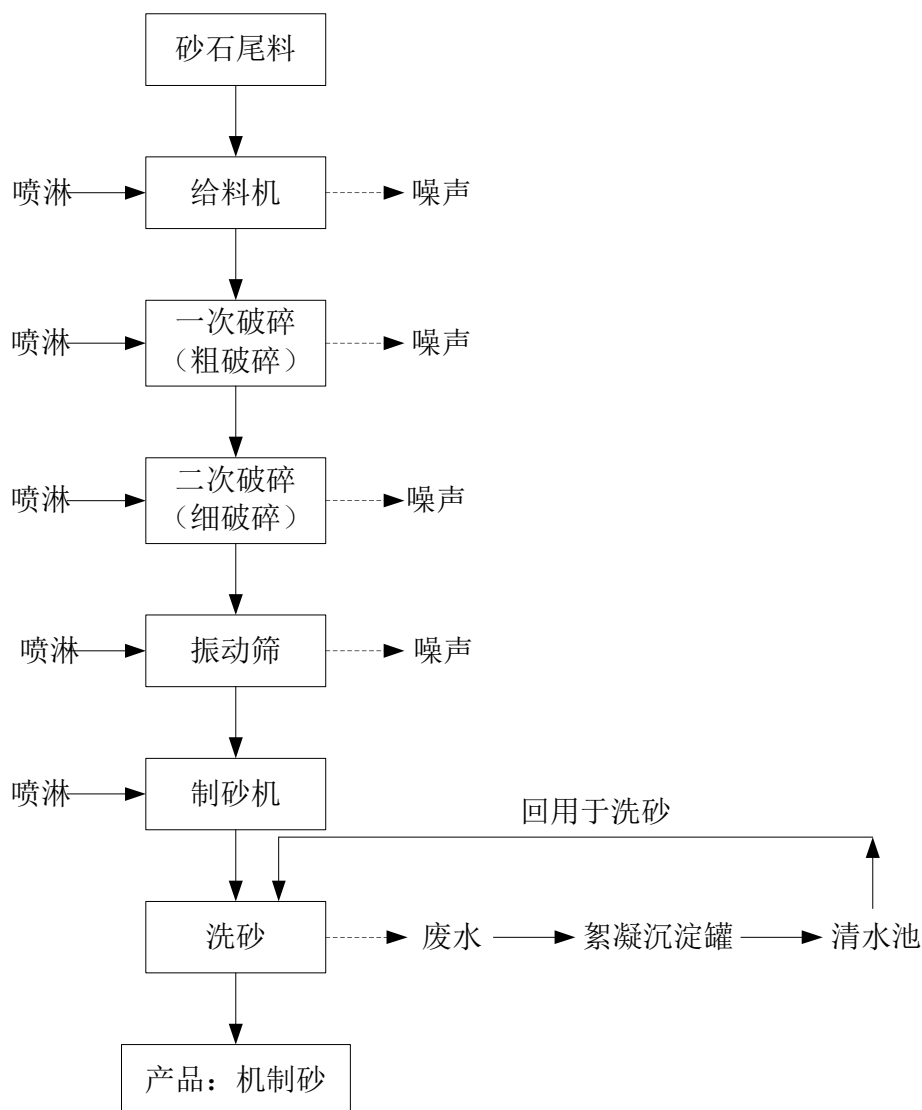 砂石尾料
喷淋
给料机
噪声
一次破碎
（粗破碎）
喷淋
噪声
二次破碎
（细破碎）
喷淋
噪声
喷淋
振动筛
噪声
喷淋
制砂机
回用于洗砂
洗砂
废水
絮凝沉淀罐
清水池
产品：机制砂